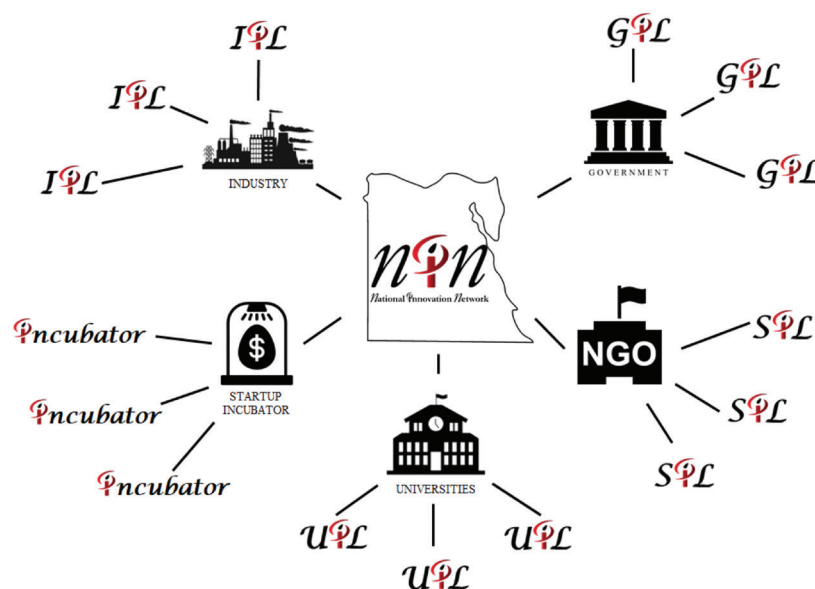 IiL
GiL
IiL
GiL
IiL
INDUSTRY
GOVERNMENT
GiL
NiN
National Innovation Network
incubator
$
NGO
SiL
STARTUP
INCUBATOR
incubator
SiL
incubator
UNIVERSITIES
SiL
UiL
UiL
UiL